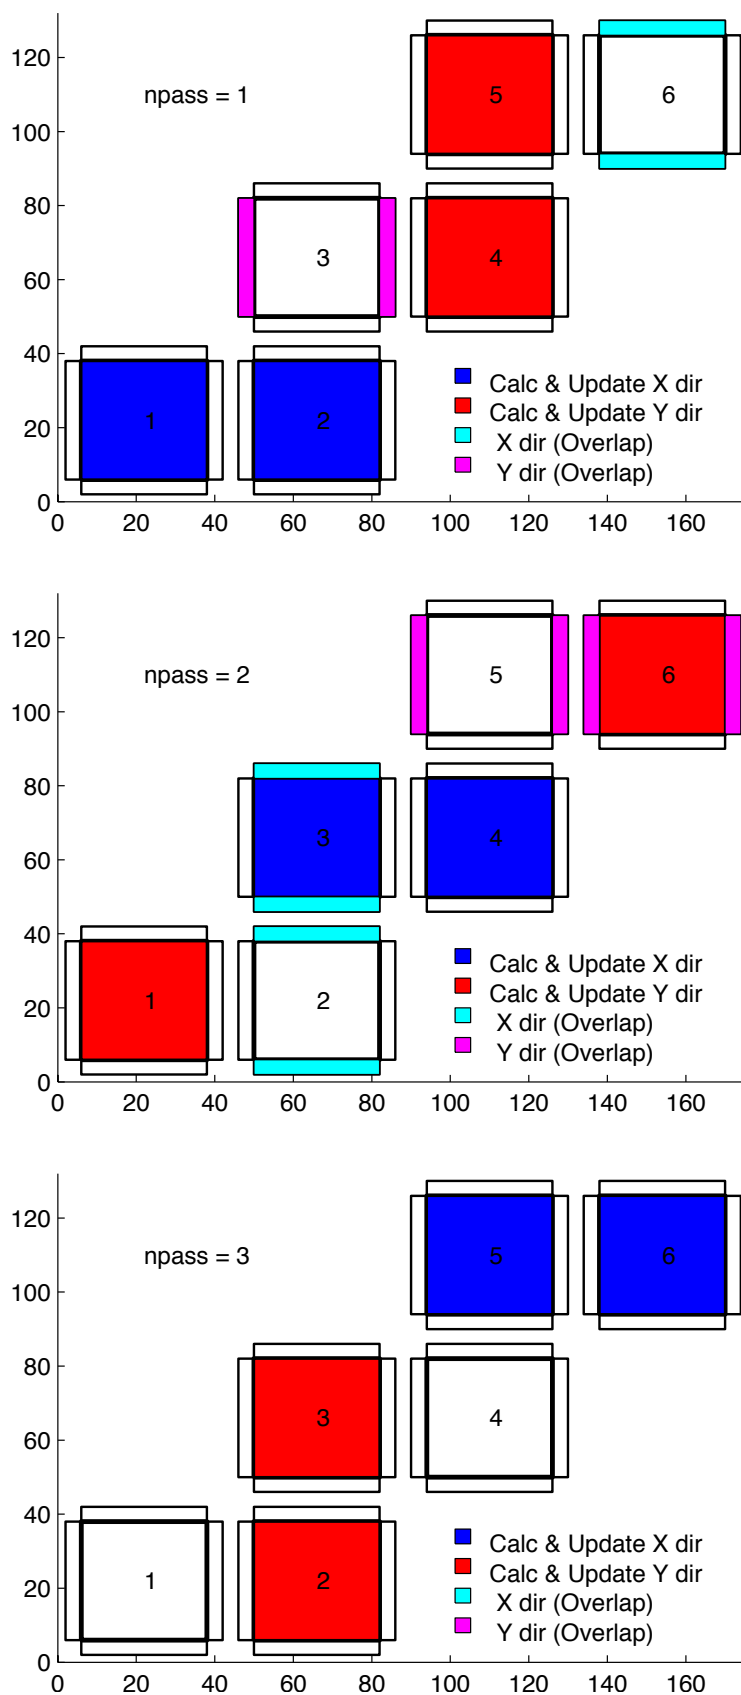 120
npass = 1
5
6
100
80
3
4
60
40
Calc & Update X dir
1
2
Calc & Update Y dir
20
X dir (Overlap)
Y dir (Overlap)
0
0 20 40 60 80 100 120 140 160
120
npass = 2
5
6
100
80
3
4
60
40
Calc & Update X dir
1
2
Calc & Update Y dir
20
X dir (Overlap)
Y dir (Overlap)
0
0 20 40 60 80 100 120 140 160
120
npass = 3
5
6
100
80
3
4
60
40
Calc & Update X dir
1
2
Calc & Update Y dir
20
X dir (Overlap)
Y dir (Overlap)
0
0 20 40 60 80 100 120 140 160